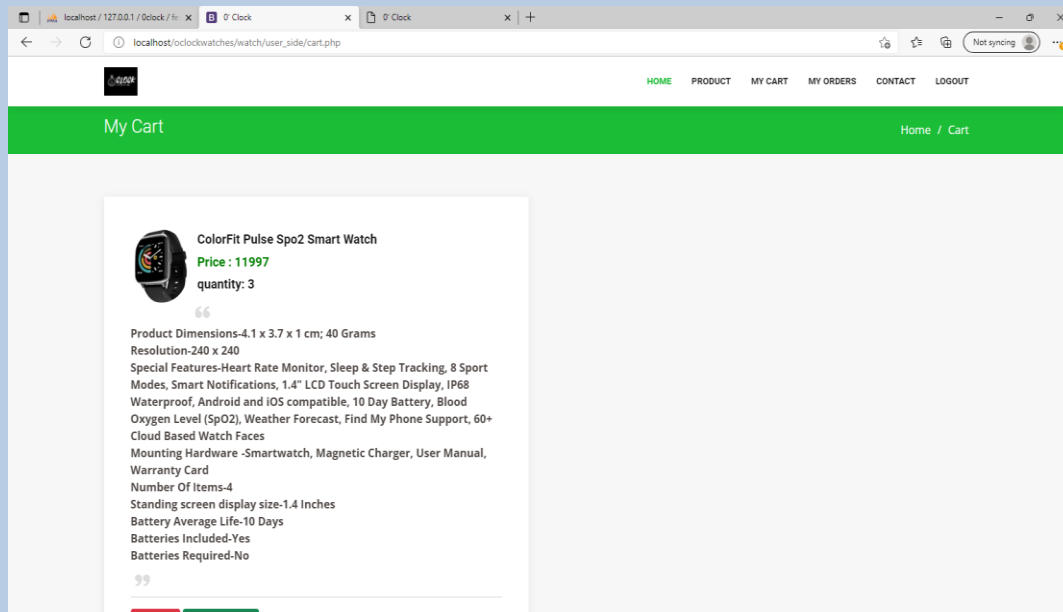 localhost / 127.0.0.1 / 0clock / fe
0' Clock
0' Clock
localhost/oclockwatches/watch/user_side/cart.php
Not syncing
CLOCK
HOME PRODUCT MY CART MY ORDERS CONTACT LOGOUT
My Cart
Home / Cart
ColorFit Pulse Spo2 Smart Watch
Price : 11997
quantity: 3
“
Product Dimensions-4.1 x 3.7 x 1 cm; 40 Grams
Resolution-240 x 240
Special Features-Heart Rate Monitor, Sleep & Step Tracking, 8 Sport
Modes, Smart Notifications, 1.4" LCD Touch Screen Display, IP68
Waterproof, Android and iOS compatible, 10 Day Battery, Blood
Oxygen Level (SpO2), Weather Forecast, Find My Phone Support, 60+
Cloud Based Watch Faces
Mounting Hardware -Smartwatch, Magnetic Charger, User Manual,
Warranty Card
Number Of Items-4
Standing screen display size-1.4 Inches
Battery Average Life-10 Days
Batteries Included-Yes
Batteries Required-No
”